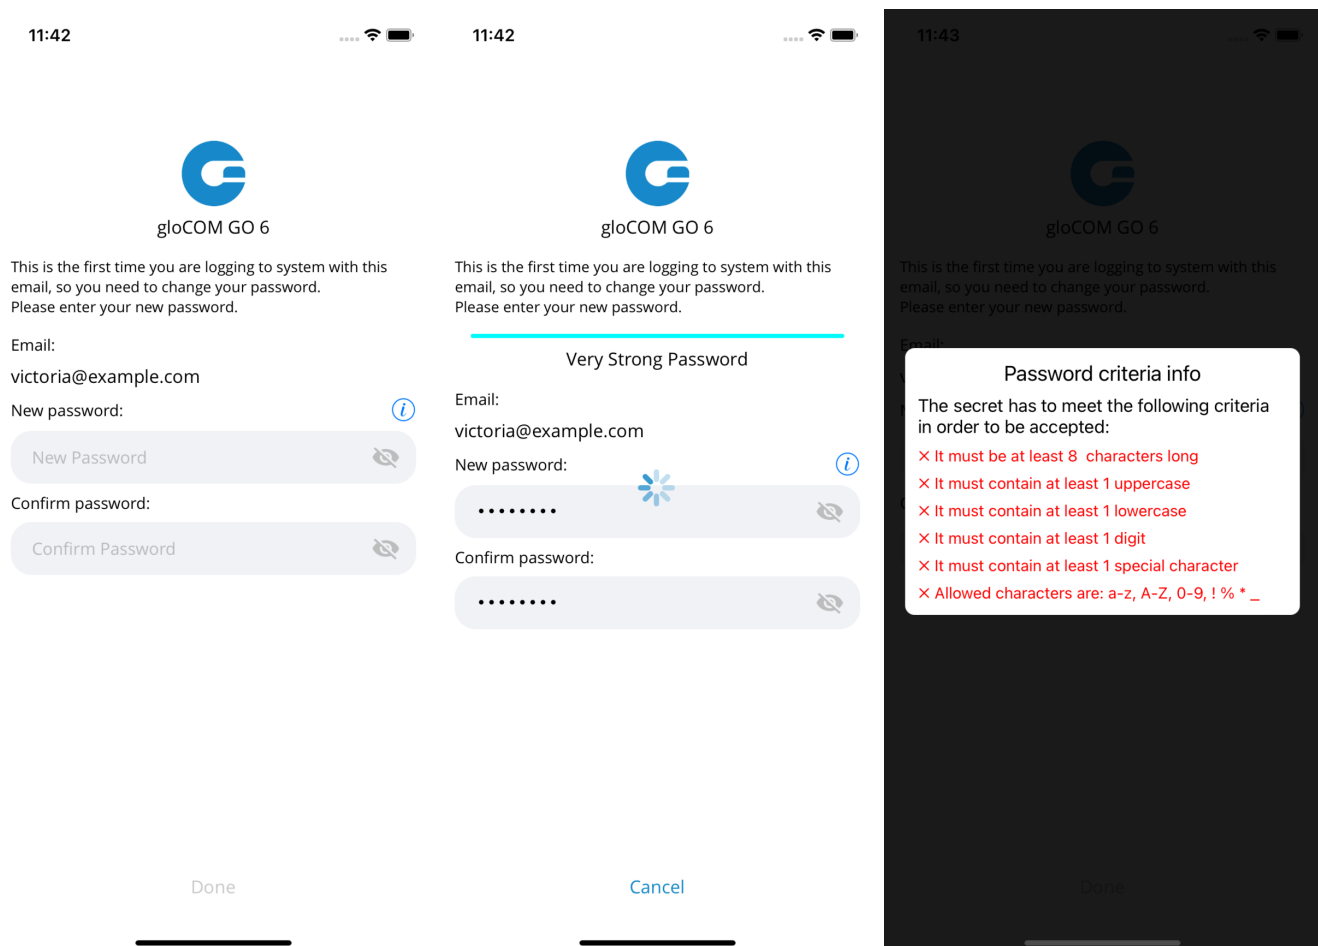 11:42
gloCOM GO 6
This is the first time you are logging to system with this
email, so you need to change your password.
Please enter your new password.
Email:
victoria@example.com
New password:
New Password
Confirm password:
Confirm Password
Done
11:42
gloCOM GO 6
This is the first time you are logging to system with this
email, so you need to change your password.
Please enter your new password.
Very Strong Password
Email:
victoria@example.com
New password:
••••••••
Confirm password:
••••••••
Cancel
11:43
gloCOM GO 6
This is the first time you are logging to system with this
email, so you need to change your password.
Please enter your new password.
Email:
Password criteria info
The secret has to meet the following criteria
in order to be accepted:
× It must be at least 8  characters long
× It must contain at least 1 uppercase
× It must contain at least 1 lowercase
× It must contain at least 1 digit
× It must contain at least 1 special character
× Allowed characters are: a-z, A-Z, 0-9, ! % * _
Done